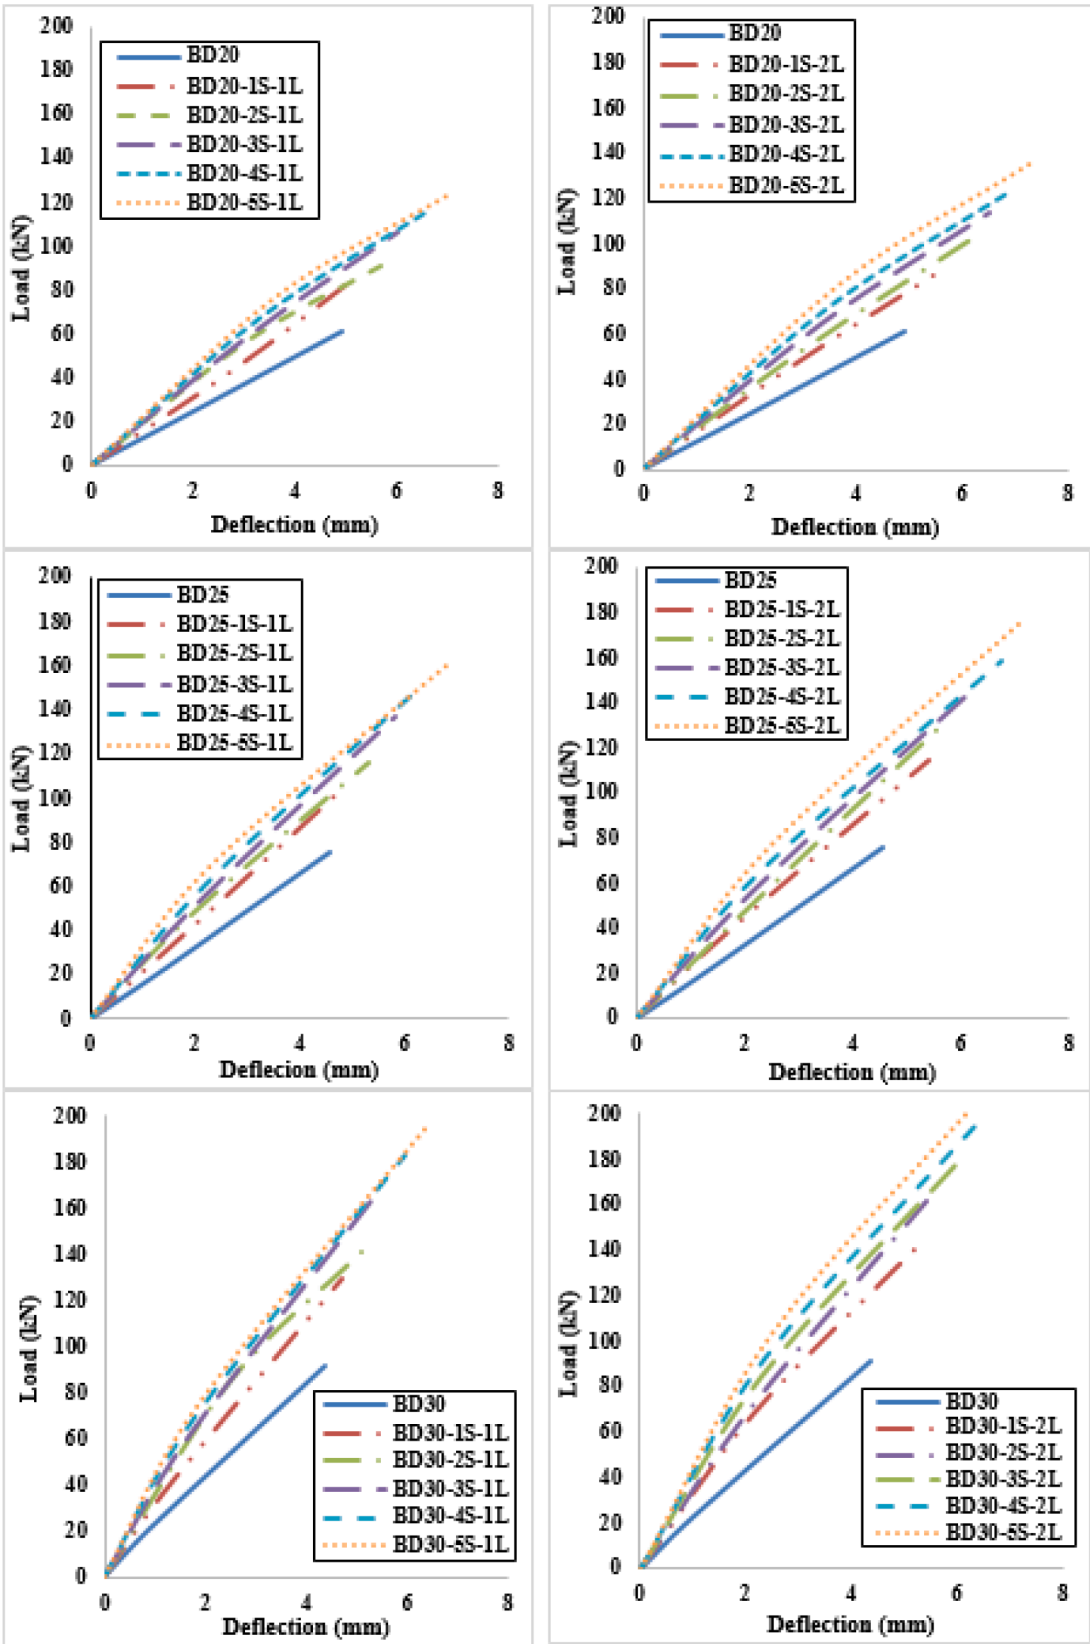 200
180
160
140
120
100
80
60
40
20
0
Load (kN)
BD20
BD20-1S-1L
BD20-2S-1L
BD20-3S-1L
BD20-4S-1L
BD20-5S-1L
0 2 4 6 8
Deflection (mm)
200
180
160
140
120
100
80
60
40
20
0
Load (kN)
BD20
BD20-1S-2L
BD20-2S-2L
BD20-3S-2L
BD20-4S-2L
BD20-5S-2L
0 2 4 6 8
Deflection (mm)
200
180
160
140
120
100
80
60
40
20
0
Load (kN)
BD25
BD25-1S-1L
BD25-2S-1L
BD25-3S-1L
BD25-4S-1L
BD25-5S-1L
0 2 4 6 8
Deflecion (mm)
200
180
160
140
120
100
80
60
40
20
0
Load (kN)
BD25
BD25-1S-2L
BD25-2S-2L
BD25-3S-2L
BD25-4S-2L
BD25-5S-2L
0 2 4 6 8
Deflection (mm)
200
180
160
140
120
100
80
60
40
20
0
Load (kN)
BD30
BD30-1S-1L
BD30-2S-1L
BD30-3S-1L
BD30-4S-1L
BD30-5S-1L
0 2 4 6 8
Deflection (mm)
200
180
160
140
120
100
80
60
40
20
0
Load (kN)
BD30
BD30-1S-2L
BD30-2S-2L
BD30-3S-2L
BD30-4S-2L
BD30-5S-2L
0 2 4 6 8
Deflection (mm)